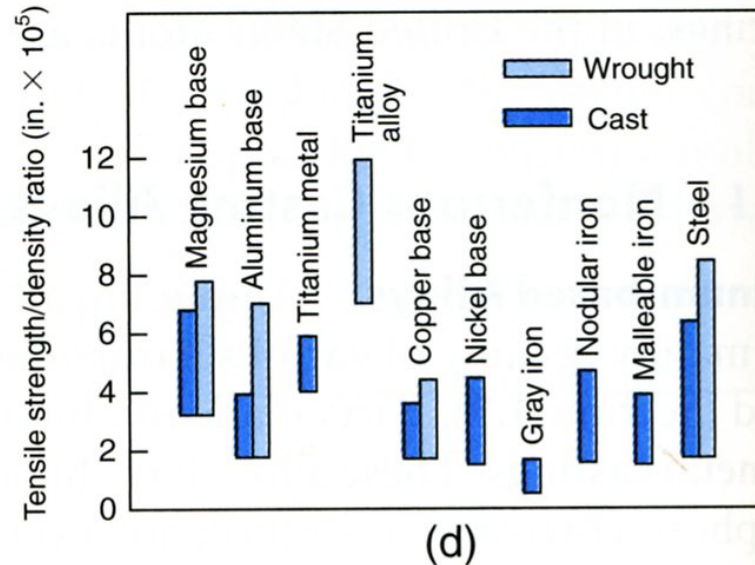 Tensile strength/density ratio (in. × 10⁵)
12
10
8
6
4
2
0
Magnesium base
Aluminum base
Titanium metal
Titanium
alloy
Copper base
Nickel base
Gray iron
Nodular iron
Malleable iron
Steel
Wrought
Cast
(d)